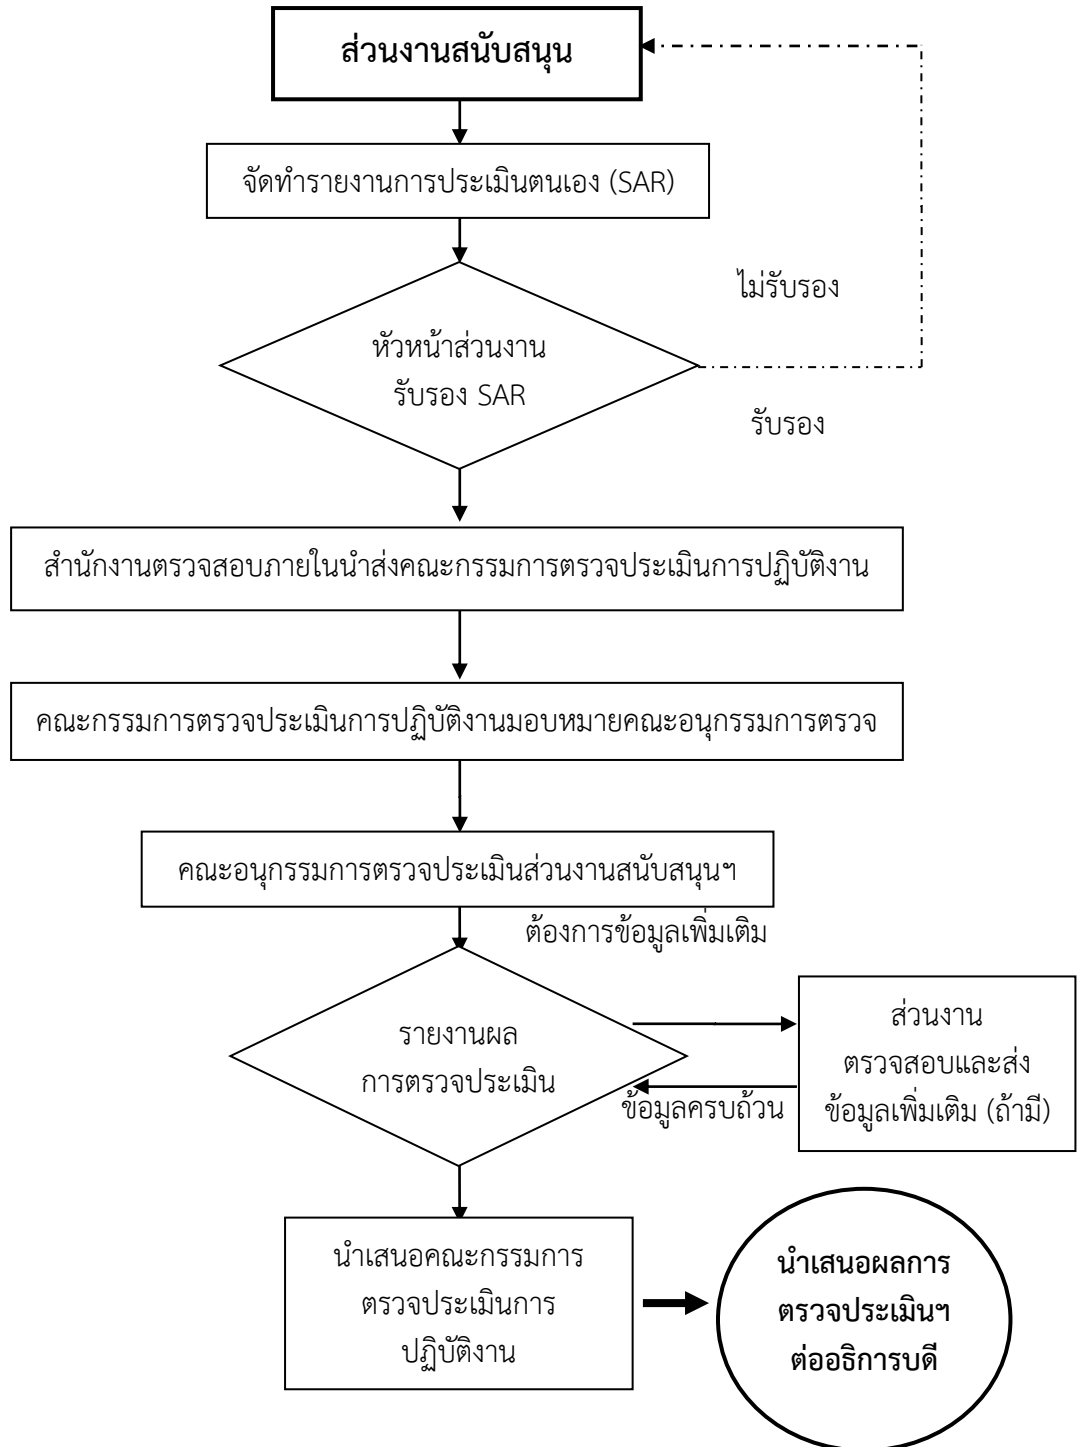 ส่วนงานสนับสนุน
จัดทำรายงานการประเมินตนเอง (SAR)
ไม่รับรอง
หัวหน้าส่วนงาน
รับรอง SAR
รับรอง
สำนักงานตรวจสอบภายในนำส่งคณะกรรมการตรวจประเมินการปฏิบัติงาน
คณะกรรมการตรวจประเมินการปฏิบัติงานมอบหมายคณะอนุกรรมการตรวจ
คณะอนุกรรมการตรวจประเมินส่วนงานสนับสนุนฯ
ต้องการข้อมูลเพิ่มเติม
รายงานผล
การตรวจประเมิน
ส่วนงาน
ตรวจสอบและส่ง
ข้อมูลเพิ่มเติม (ถ้ามี)
ข้อมูลครบถ้วน
นำเสนอคณะกรรมการ
ตรวจประเมินการ
ปฏิบัติงาน
นำเสนอผลการ
ตรวจประเมินฯ
ต่ออธิการบดี